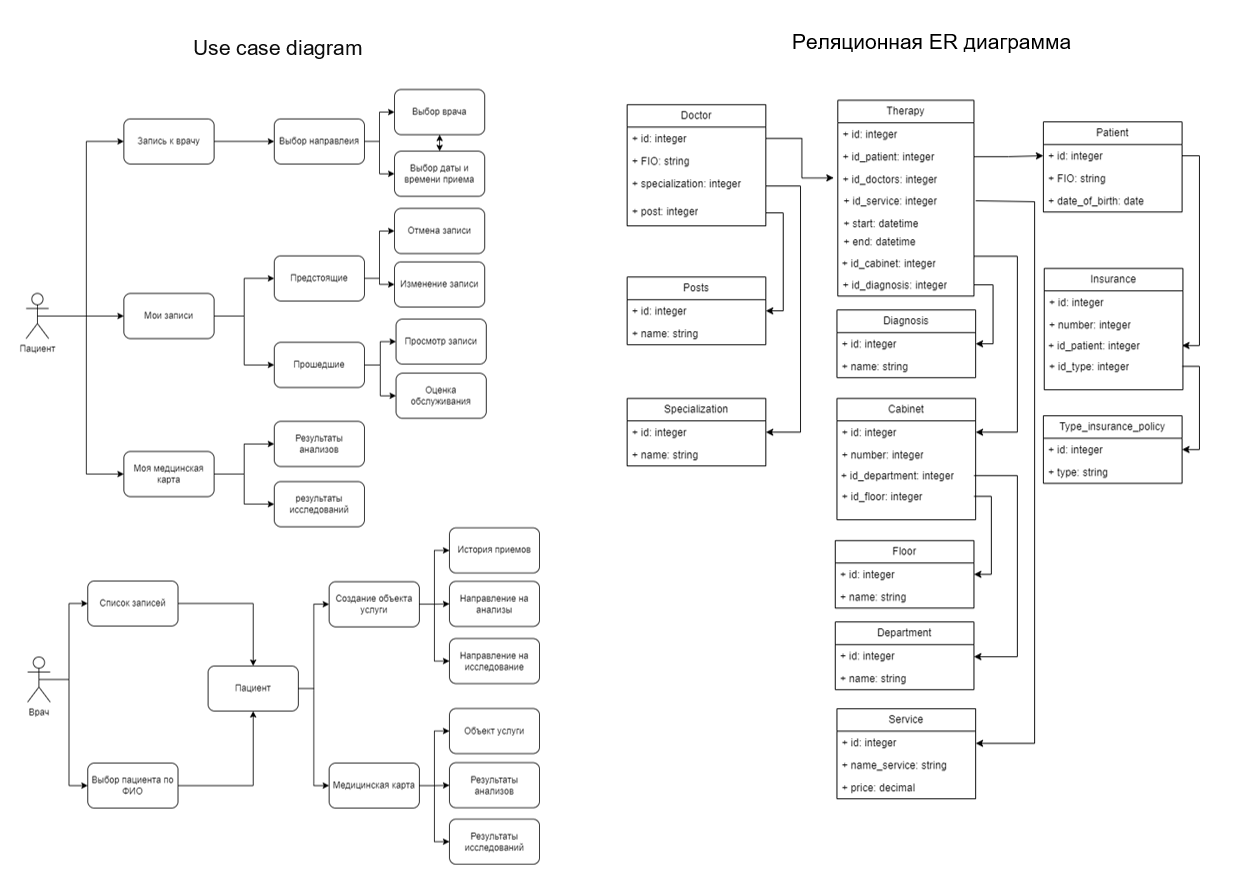 Use case diagram
Запись к врачу
Выбор направлеия
Выбор врача
Выбор даты и
времени приема
Пациент
Мои записи
Предстоящие
Отмена записи
Изменение записи
Прошедшие
Просмотр записи
Оценка
обслуживания
Моя медцинская
карта
Результаты
анализов
результаты
исследований
Врач
Список записей
Выбор пациента по
ФИО
Пациент
Создание объекта
услуги
История приемов
Направление на
анализы
Направление на
исследование
Медицинская карта
Объект услуги
Результаты
анализов
Результаты
исследований
Реляционная ER диаграмма
Doctor
+ id: integer
+ FIO: string
+ specialization: integer
+ post: integer
Posts
+ id: integer
+ name: string
Specialization
+ id: integer
+ name: string
Therapy
+ id: integer
+ id_patient: integer
+ id_doctors: integer
+ id_service: integer
+ start: datetime
+ end: datetime
+ id_cabinet: integer
+ id_diagnosis: integer
Diagnosis
+ id: integer
+ name: string
Cabinet
+ id: integer
+ number: integer
+ id_department: integer
+ id_floor: integer
Floor
+ id: integer
+ name: string
Department
+ id: integer
+ name: string
Service
+ id: integer
+ name_service: string
+ price: decimal
Patient
+ id: integer
+ FIO: string
+ date_of_birth: date
Insurance
+ id: integer
+ number: integer
+ id_patient: integer
+ id_type: integer
Type_insurance_policy
+ id: integer
+ type: string